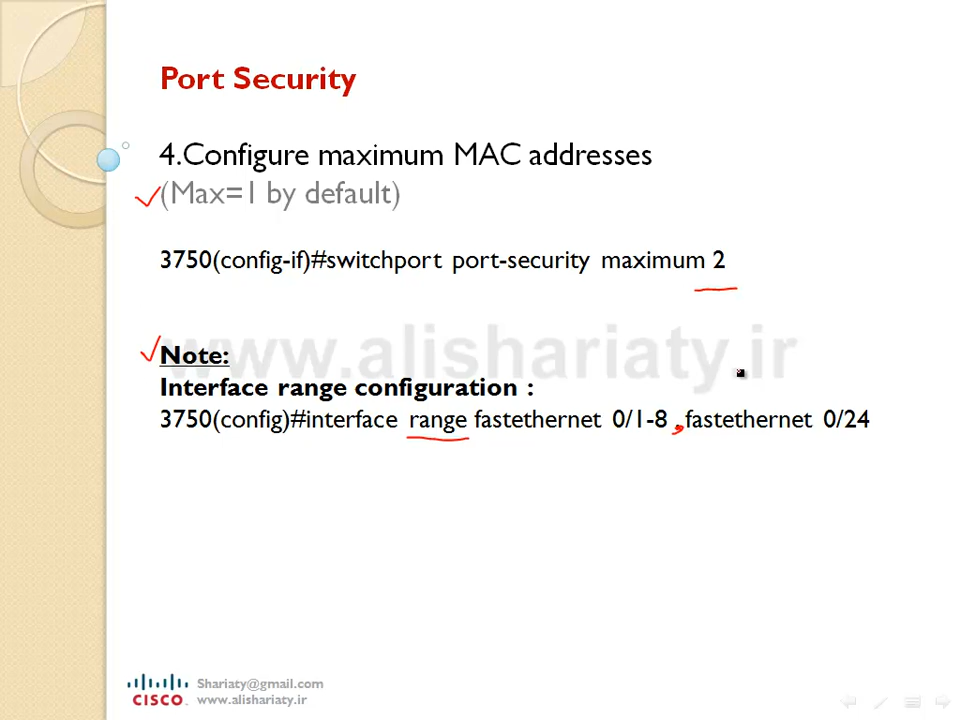 Port Security
4.Configure maximum MAC addresses
(Max=1 by default)
3750(config-if)#switchport port-security maximum 2
www.alishariaty.ir
Note:
Interface range configuration :
3750(config)#interface range fastethernet 0/1-8 , fastethernet 0/24
Shariaty@gmail.com
CISCO www.alishariaty.ir